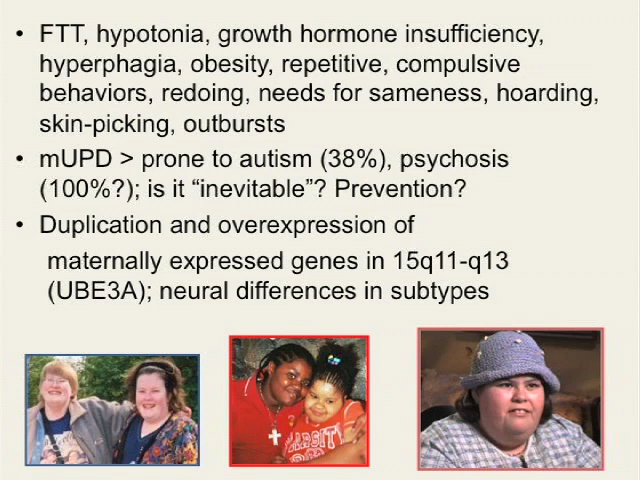 • FTT, hypotonia, growth hormone insufficiency,
hyperphagia, obesity, repetitive, compulsive
behaviors, redoing, needs for sameness, hoarding,
skin-picking, outbursts
• mUPD > prone to autism (38%), psychosis
(100%?); is it “inevitable”? Prevention?
• Duplication and overexpression of
maternally expressed genes in 15q11-q13
(UBE3A); neural differences in subtypes